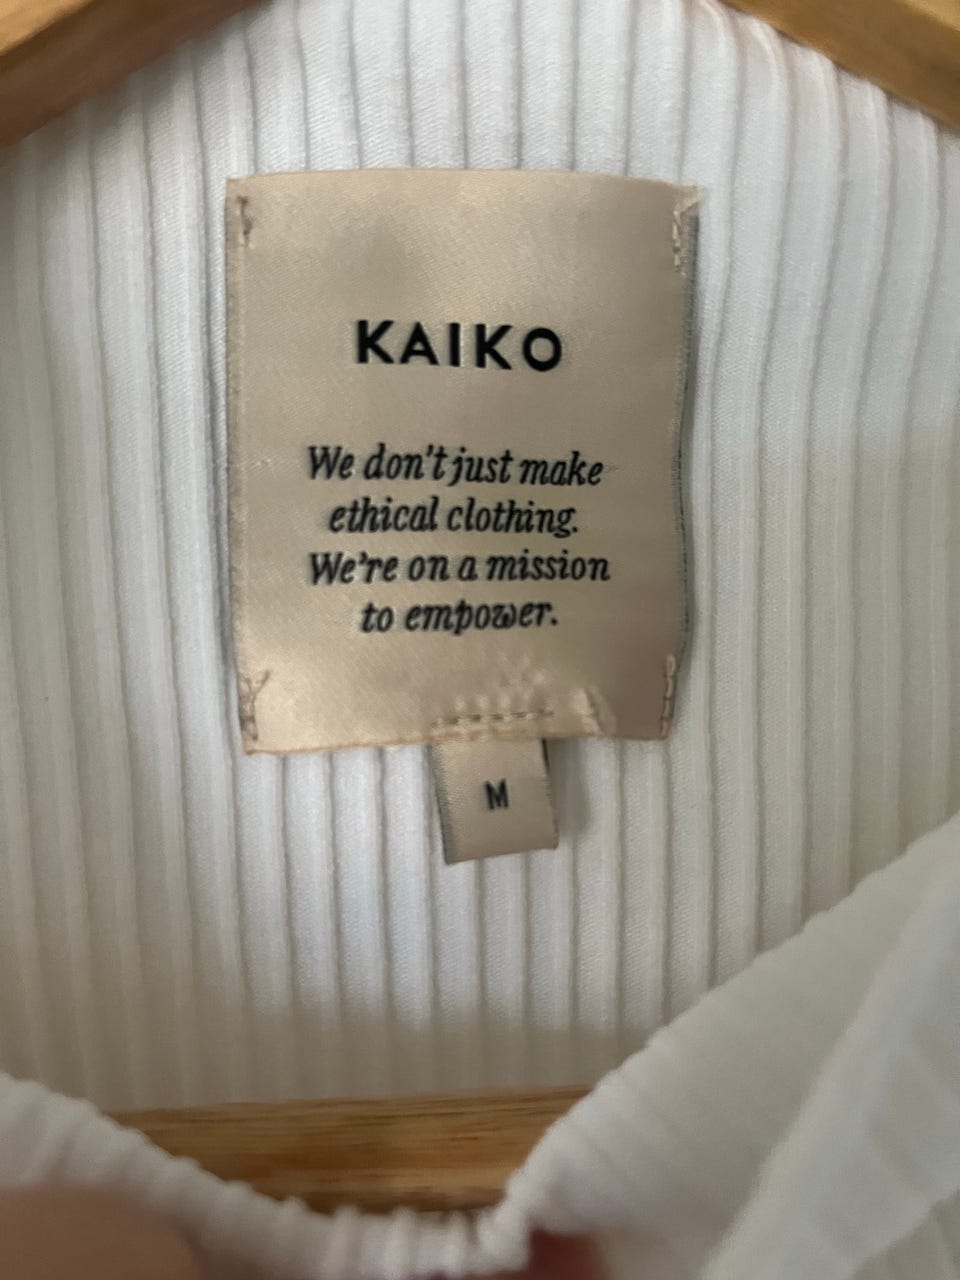 KAIKO
We don't just make
ethical clothing.
We're on a mission
to empower.
M